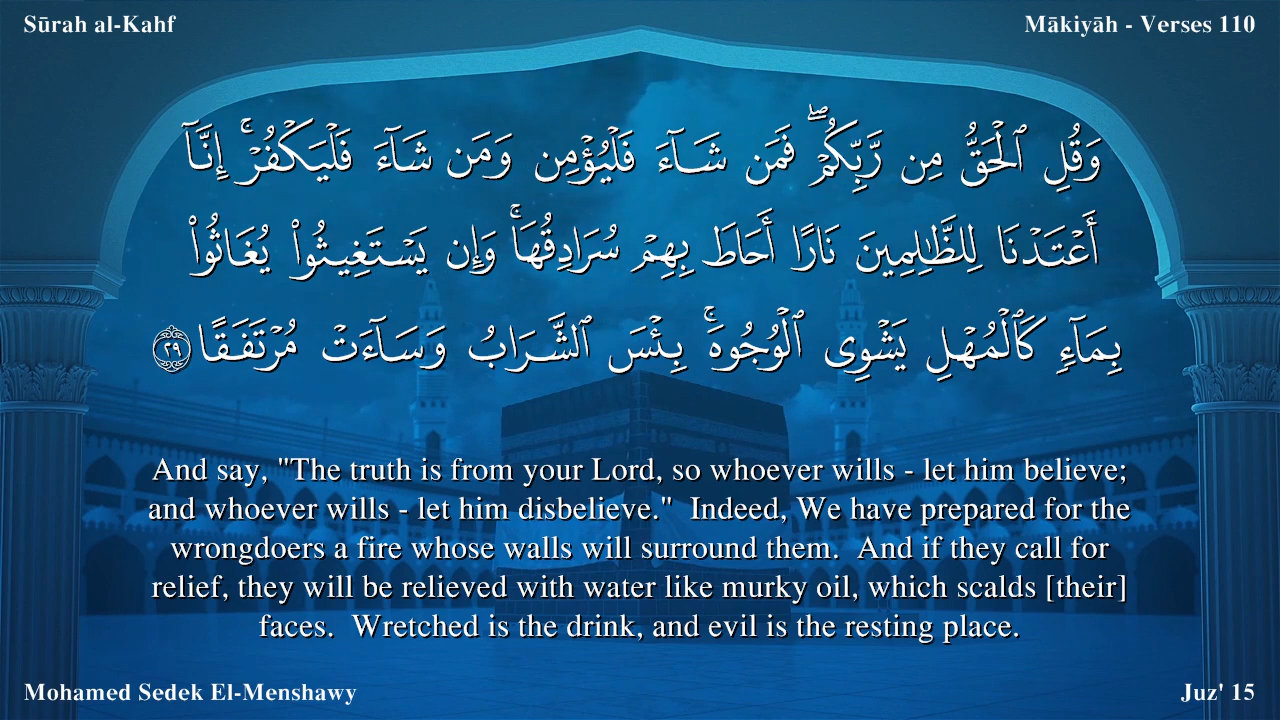 Sūrah al-Kahf
Mākiyāh - Verses 110
وَقُلِ ٱلْحَقُّ مِن رَّبِّكُمْ ۖ فَمَن شَآءَ فَلْيُؤْمِن وَمَن شَآءَ فَلْيَكْفُرْ ۚ إِنَّآ
أَعْتَدْنَا لِلظَّـٰلِمِينَ نَارًا أَحَاطَ بِهِمْ سُرَادِقُهَا ۚ وَإِن يَسْتَغِيثُوا۟ يُغَاثُوا۟
بِمَآءٍ كَٱلْمُهْلِ يَشْوِى ٱلْوُجُوهَ ۚ بِئْسَ ٱلشَّرَابُ وَسَآءَتْ مُرْتَفَقًا ٢٩
And say, "The truth is from your Lord, so whoever wills - let him believe;
and whoever wills - let him disbelieve." Indeed, We have prepared for the
wrongdoers a fire whose walls will surround them. And if they call for
relief, they will be relieved with water like murky oil, which scalds [their]
faces. Wretched is the drink, and evil is the resting place.
Mohamed Sedek El-Menshawy
Juz' 15